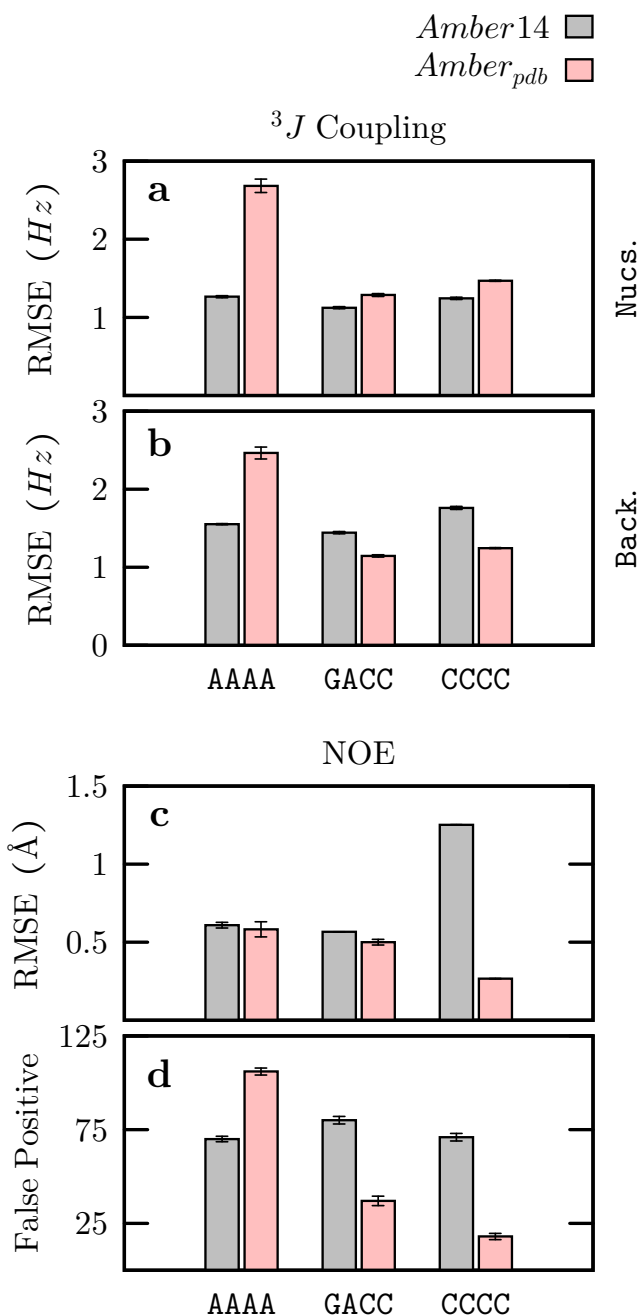 Amber14
Amber_pdb
³J Coupling
a
RMSE (Hz)
3
2
1
Nucs.
b
RMSE (Hz)
3
2
1
0
Back.
AAAA GACC CCCC
NOE
c
RMSE (Å)
1.5
1
0.5
d
False Positive
125
75
25
AAAA GACC CCCC